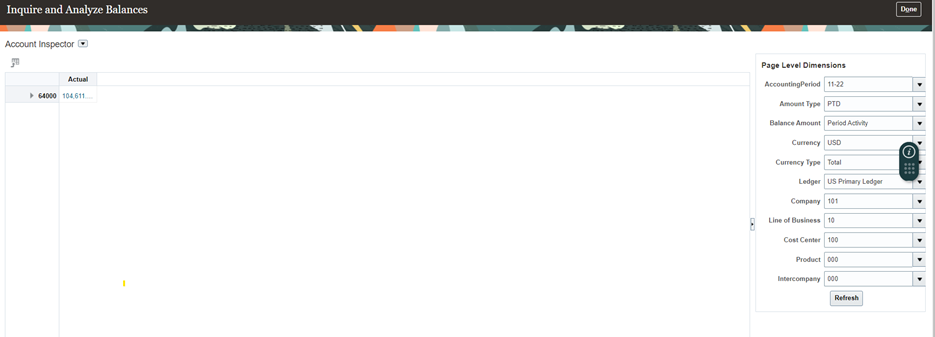 Inquire and Analyze Balances
Done
Account Inspector
Actual
64000 104,611....
Page Level Dimensions
AccountingPeriod 11-22
Amount Type PTD
Balance Amount Period Activity
Currency USD
Currency Type Total
Ledger US Primary Ledger
Company 101
Line of Business 10
Cost Center 100
Product 000
Intercompany 000
Refresh